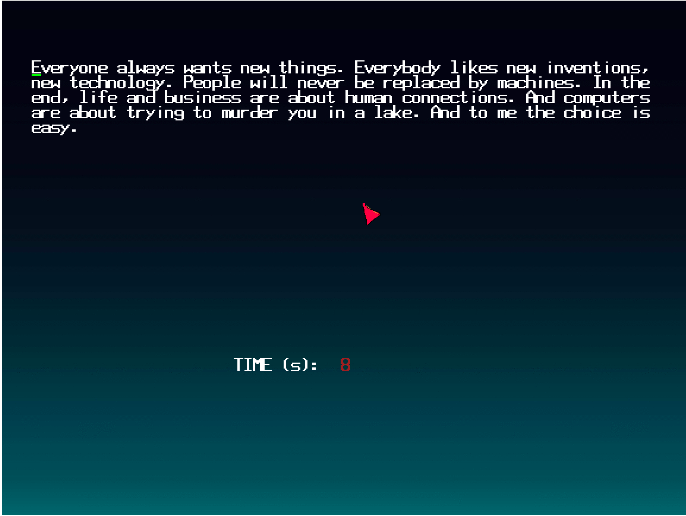 Everyone always wants new things. Everybody likes new inventions,
new technology. People will never be replaced by machines. In the
end, life and business are about human connections. And computers
are about trying to murder you in a lake. And to me the choice is
easy.
TIME (s): 8